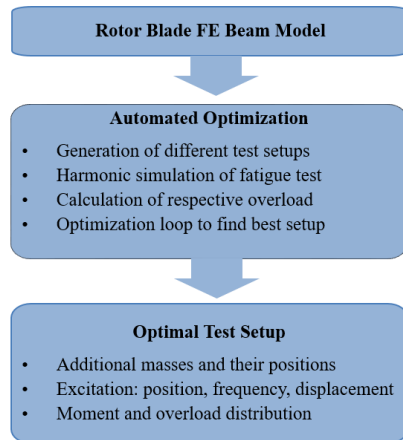 Rotor Blade FE Beam Model
Automated Optimization
• Generation of different test setups
• Harmonic simulation of fatigue test
• Calculation of respective overload
• Optimization loop to find best setup
Optimal Test Setup
• Additional masses and their positions
• Excitation: position, frequency, displacement
• Moment and overload distribution